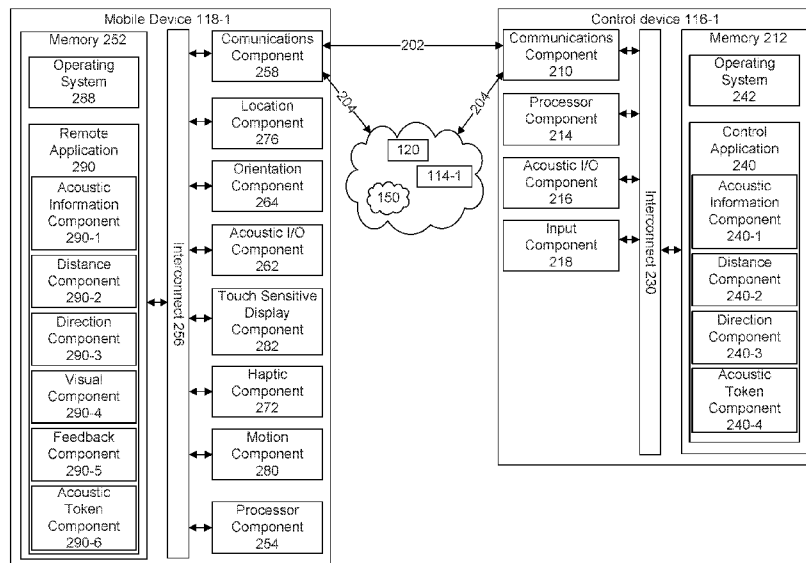 Mobile Device 118-1
Memory 252
Operating
System
288
Remote
Application
290
Acoustic
Information
Component
290-1
Distance
Component
290-2
Direction
Component
290-3
Visual
Component
290-4
Feedback
Component
290-5
Acoustic
Token
Component
290-6
Interconnect 256
Comunications
Component
258
Location
Component
276
Orientation
Component
264
Acoustic I/O
Component
262
Touch Sensitive
Display
Component
282
Haptic
Component
272
Motion
Component
280
Processor
Component
254
202
204
204
120
114-1
150
Control device 116-1
Communications
Component
210
Processor
Component
214
Acoustic I/O
Component
216
Input
Component
218
Interconnect 230
Memory 212
Operating
System
242
Control
Application
240
Acoustic
Information
Component
240-1
Distance
Component
240-2
Direction
Component
240-3
Acoustic
Token
Component
240-4